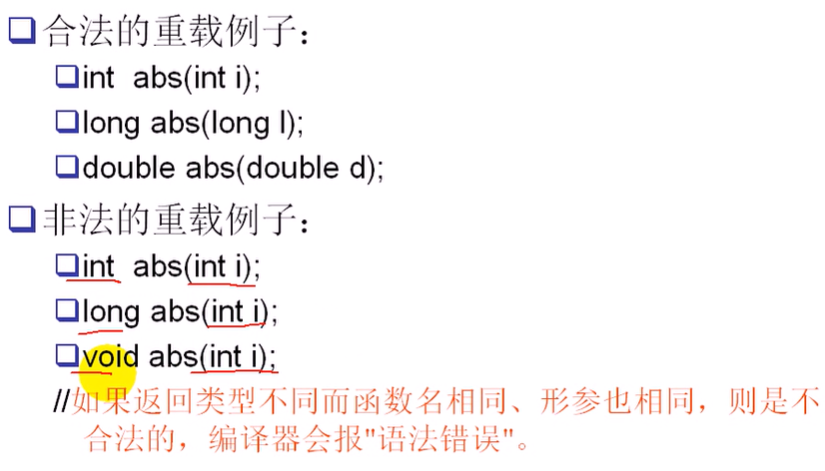 合法的重载例子：
int abs(int i);
long abs(long l);
double abs(double d);
非法的重载例子：
int abs(int i);
long abs(int i);
void abs(int i);
//如果返回类型不同而函数名相同、形参也相同，则是不
合法的，编译器会报"语法错误"。